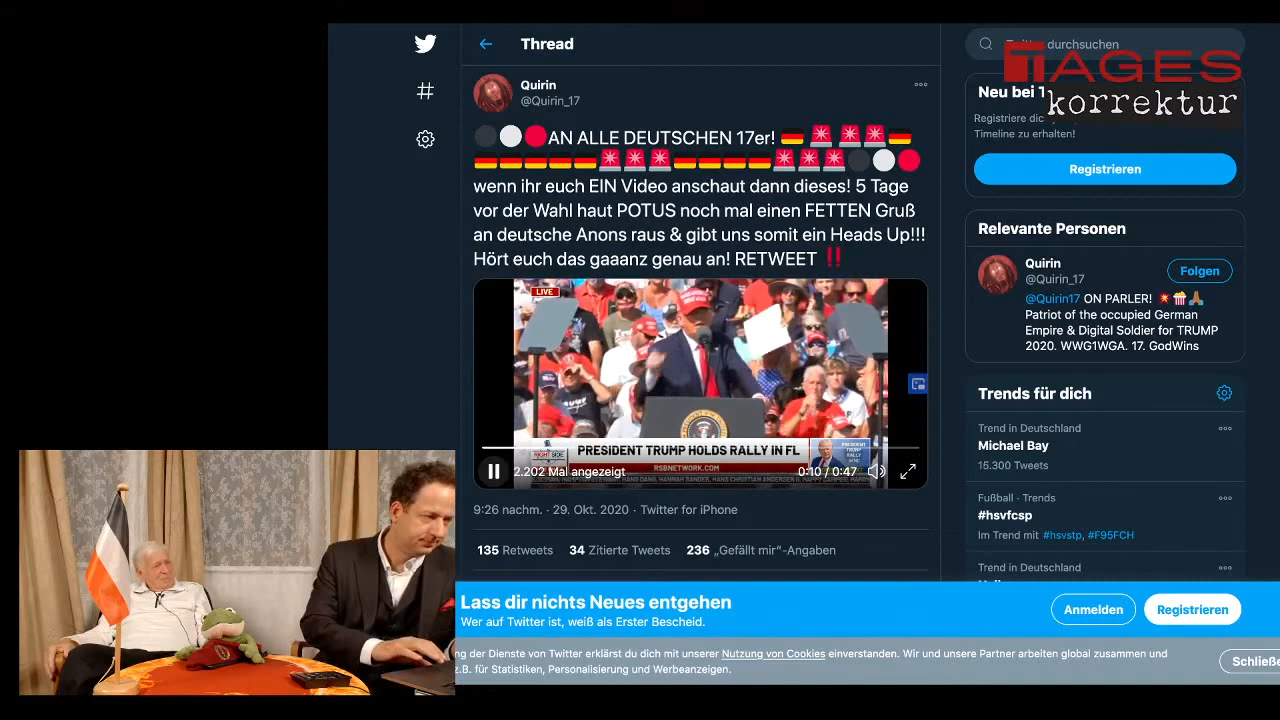 Thread
Quirin
@Quirin_17
AN ALLE DEUTSCHEN 17er!
wenn ihr euch EIN Video anschaut dann dieses! 5 Tage
vor der Wahl haut POTUS noch mal einen FETTEN Gruß
an deutsche Anons raus & gibt uns somit ein Heads Up!!!
Hört euch das gaaanz genau an! RETWEET ‼️
LIVE
PRESIDENT TRUMP HOLDS RALLY IN FL
RSBNETWORK.COM
2.202 Mal angezeigt
0:10 / 0:47
9:26 nachm. · 29. Okt. 2020 · Twitter for iPhone
135 Retweets 34 Zitierte Tweets 236 „Gefällt mir“-Angaben
durchsuchen
TAGES
korrektur
Neu bei T
Registriere dic
Timeline zu erhalten!
Registrieren
Relevante Personen
Quirin
@Quirin_17
Folgen
@Quirin17 ON PARLER!
Patriot of the occupied German
Empire & Digital Soldier for TRUMP
2020. WWG1WGA. 17. GodWins
Trends für dich
Trend in Deutschland
Michael Bay
15.300 Tweets
Fußball · Trends
#hsvfcsp
Im Trend mit #hsvstp, #F95FCH
Trend in Deutschland
Lass dir nichts Neues entgehen
Wer auf Twitter ist, weiß als Erster Bescheid.
Anmelden
Registrieren
ng der Dienste von Twitter erklärst du dich mit unserer Nutzung von Cookies einverstanden. Wir und unsere Partner arbeiten global zusammen und
z.B. für Statistiken, Personalisierung und Werbeanzeigen.
Schließe